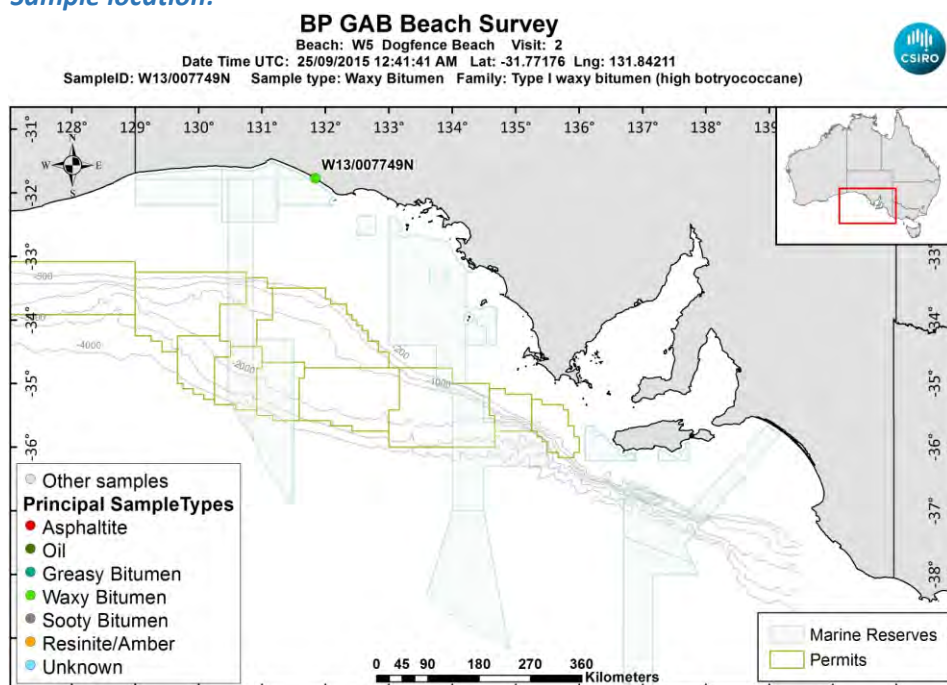 Sample location:
BP GAB Beach Survey
Beach: W5 Dogfence Beach Visit: 2
Date Time UTC: 25/09/2015 12:41:41 AM Lat: -31.77176 Lng: 131.84211
SampleID: W13/007749N Sample type: Waxy Bitumen Family: Type I waxy bitumen (high botryococcane)
CSIRO
128° 129° 130° 131° 132° 133° 134° 135° 136° 137° 138° 139
-31°
N
W E
S
W13/007749N
-32°
-32°
-33°
-33°
-34°
-34°
-35°
-35°
-36°
-36°
-37°
-38°
-200
-1000
-2000
-4000
Other samples
Principal SampleTypes
Asphaltite
Oil
Greasy Bitumen
Waxy Bitumen
Sooty Bitumen
Resinite/Amber
Unknown
0 45 90 180 270 360
Kilometers
Marine Reserves
Permits